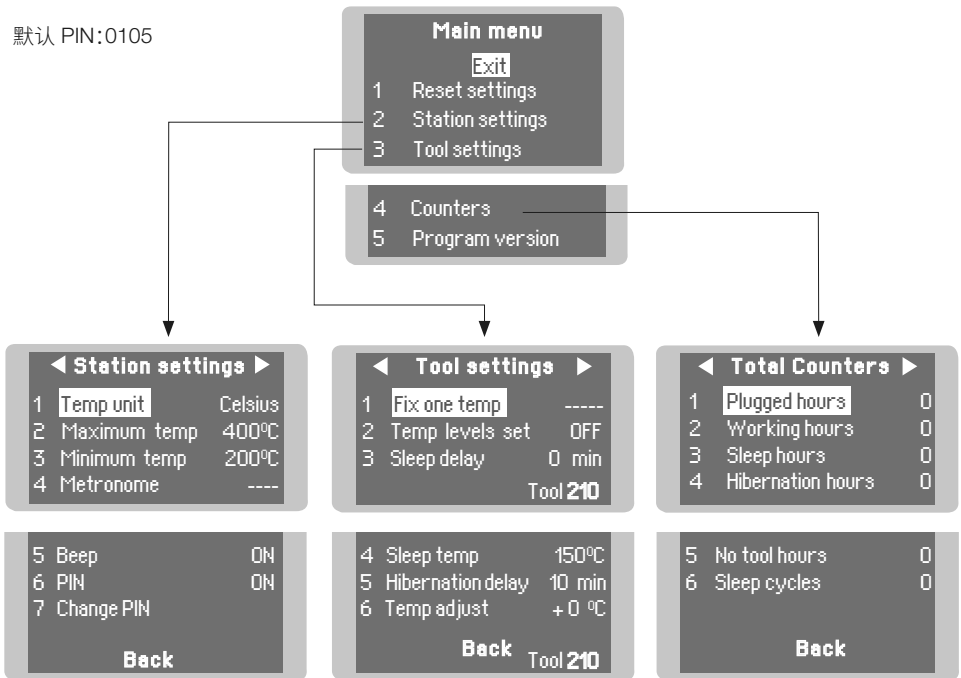 默认 PIN:0105
Main menu
Exit
1 Reset settings
2 Station settings
3 Tool settings
4 Counters
5 Program version
◀ Station settings ▶
1 Temp unit Celsius
2 Maximum temp 400ºC
3 Minimum temp 200ºC
4 Metronome ----
5 Beep ON
6 PIN ON
7 Change PIN
Back
◀ Tool settings ▶
1 Fix one temp -----
2 Temp levels set OFF
3 Sleep delay 0 min
Tool 210
4 Sleep temp 150ºC
5 Hibernation delay 10 min
6 Temp adjust +0 ºC
Back
Tool 210
◀ Total Counters ▶
1 Plugged hours 0
2 Working hours 0
3 Sleep hours 0
4 Hibernation hours 0
5 No tool hours 0
6 Sleep cycles 0
Back